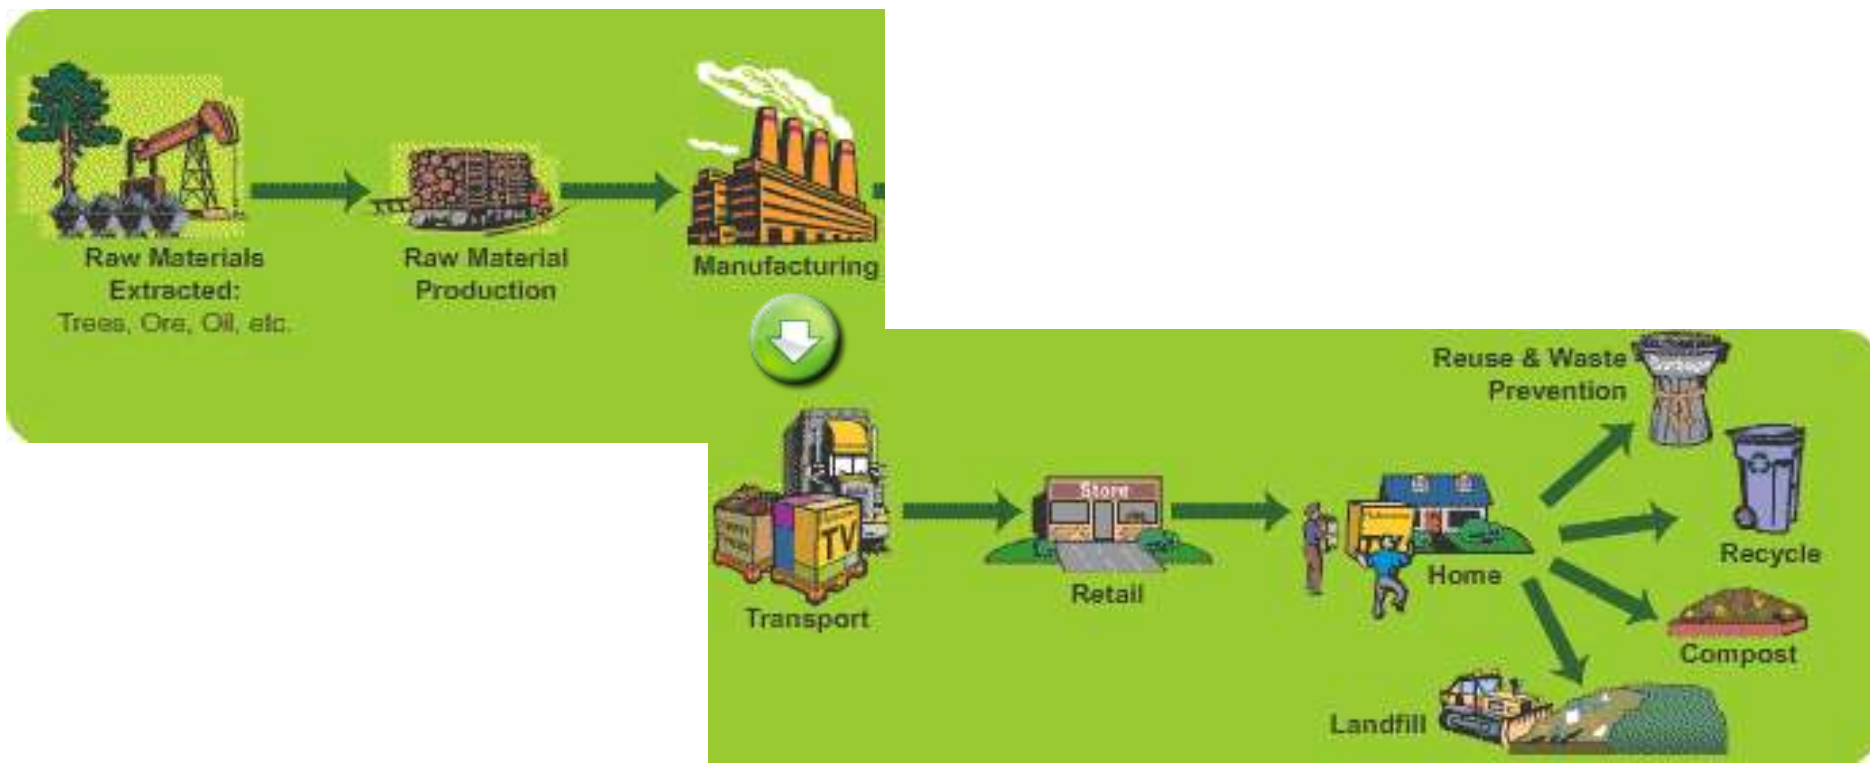 Raw Materials
Extracted:
Trees, Ore, Oil, etc.
Raw Material
Production
Manufacturing
Transport
TV
Store
Retail
Home
Reuse & Waste
Prevention
Recycle
Compost
Landfill